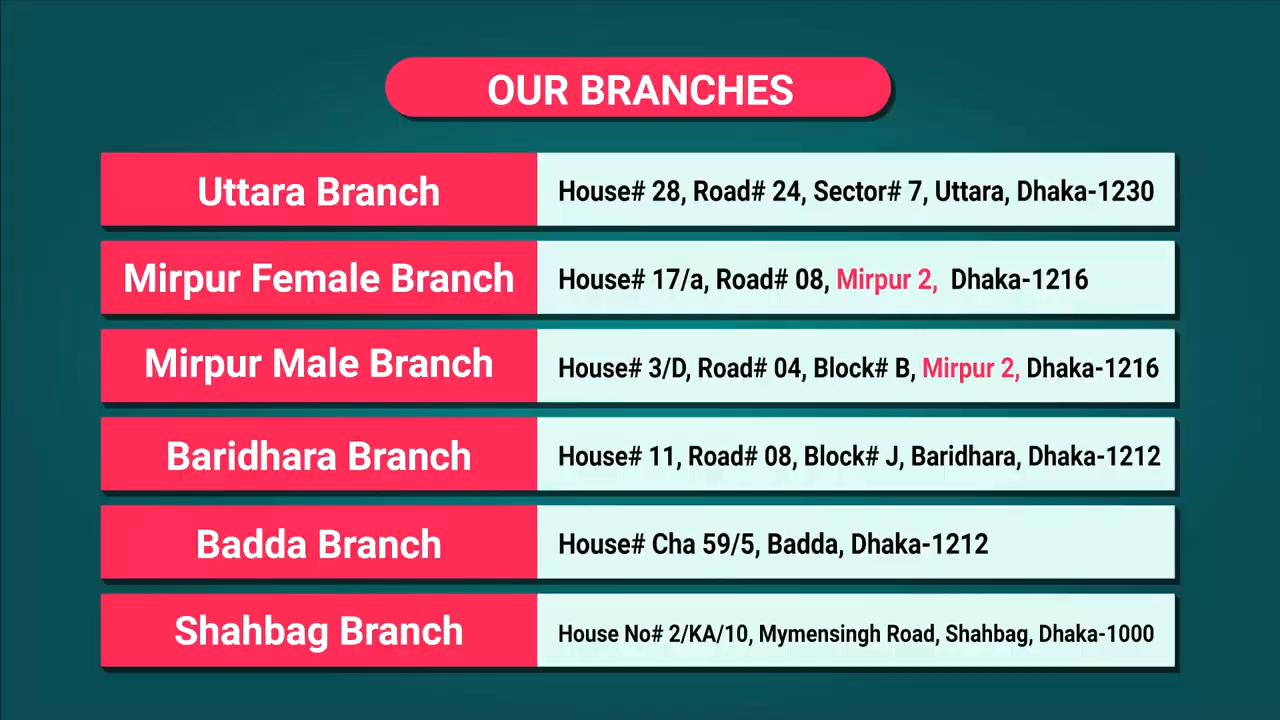 OUR BRANCHES
Uttara Branch
House# 28, Road# 24, Sector# 7, Uttara, Dhaka-1230
Mirpur Female Branch
House# 17/a, Road# 08, Mirpur 2, Dhaka-1216
Mirpur Male Branch
House# 3/D, Road# 04, Block# B, Mirpur 2, Dhaka-1216
Baridhara Branch
House# 11, Road# 08, Block# J, Baridhara, Dhaka-1212
Badda Branch
House# Cha 59/5, Badda, Dhaka-1212
Shahbag Branch
House No# 2/KA/10, Mymensingh Road, Shahbag, Dhaka-1000